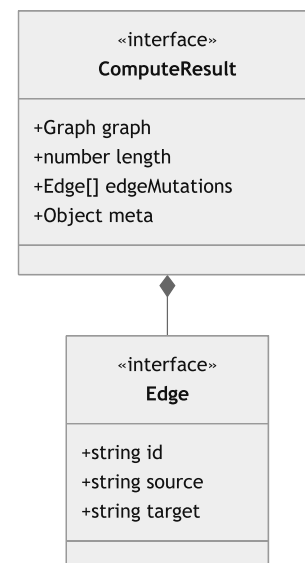 «interface»
ComputeResult
+Graph graph
+number length
+Edge[] edgeMutations
+Object meta
«interface»
Edge
+string id
+string source
+string target